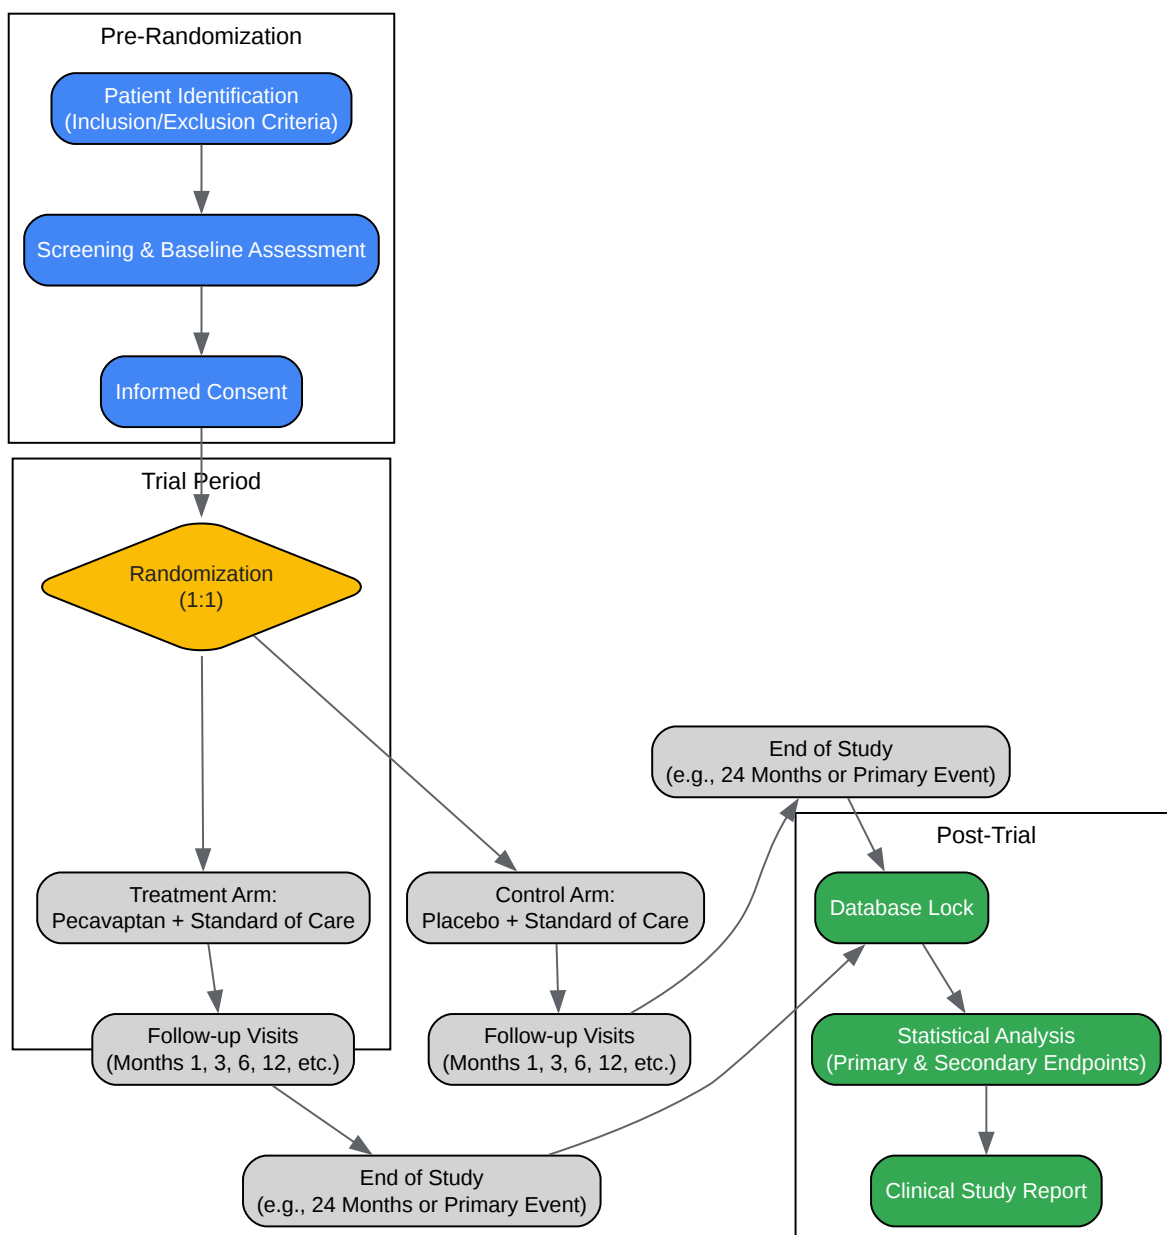 Pre-Randomization
Patient Identification
(Inclusion/Exclusion Criteria)
Screening & Baseline Assessment
Informed Consent
Trial Period
Randomization
(1:1)
Treatment Arm:
Pecavaptan + Standard of Care
Control Arm:
Placebo + Standard of Care
Follow-up Visits
(Months 1, 3, 6, 12, etc.)
Follow-up Visits
(Months 1, 3, 6, 12, etc.)
End of Study
(e.g., 24 Months or Primary Event)
End of Study
(e.g., 24 Months or Primary Event)
Post-Trial
Database Lock
Statistical Analysis
(Primary & Secondary Endpoints)
Clinical Study Report